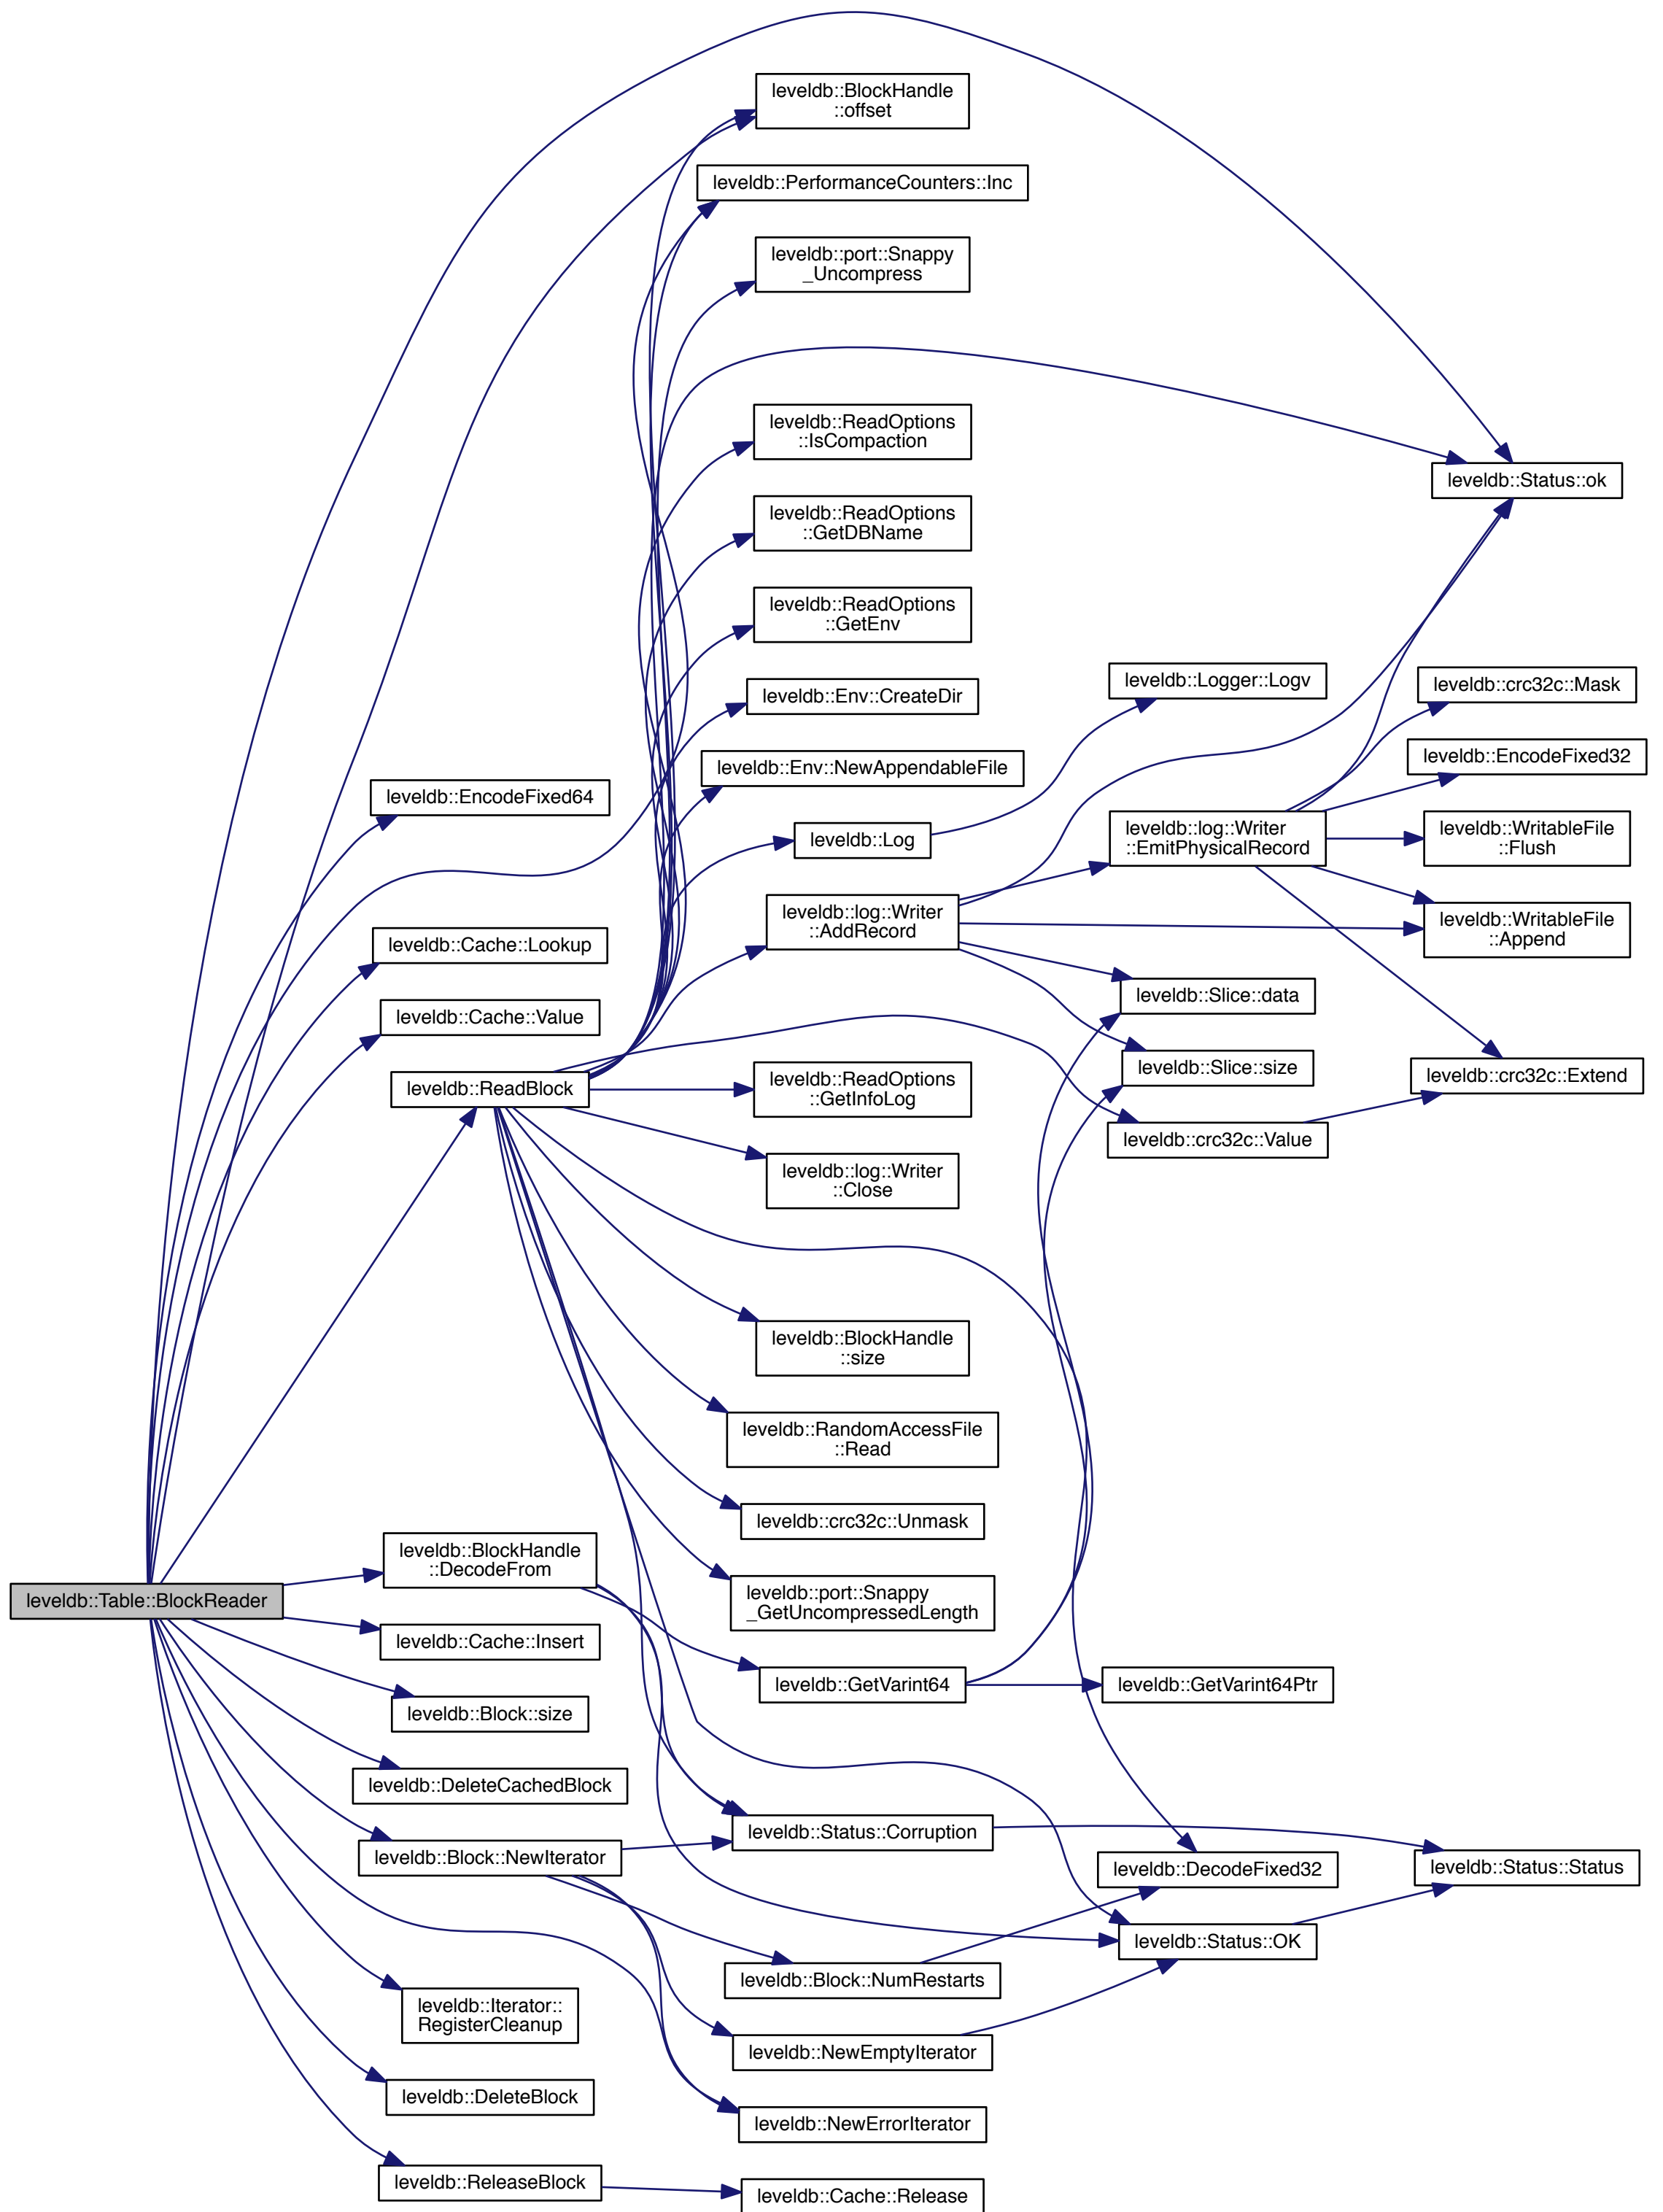 leveldb::BlockHandle
::offset
leveldb::PerformanceCounters::Inc
leveldb::port::Snappy
_Uncompress
leveldb::ReadOptions
::IsCompaction
leveldb::Status::ok
leveldb::ReadOptions
::GetDBName
leveldb::ReadOptions
::GetEnv
leveldb::Logger::Logv
leveldb::crc32c::Mask
leveldb::Env::CreateDir
leveldb::EncodeFixed32
leveldb::Env::NewAppendableFile
leveldb::EncodeFixed64
leveldb::Log
leveldb::log::Writer
::EmitPhysicalRecord
leveldb::WritableFile
::Flush
leveldb::log::Writer
::AddRecord
leveldb::WritableFile
::Append
leveldb::Cache::Lookup
leveldb::Slice::data
leveldb::Cache::Value
leveldb::Slice::size
leveldb::crc32c::Extend
leveldb::ReadBlock
leveldb::ReadOptions
::GetInfoLog
leveldb::crc32c::Value
leveldb::log::Writer
::Close
leveldb::BlockHandle
::size
leveldb::RandomAccessFile
::Read
leveldb::crc32c::Unmask
leveldb::BlockHandle
::DecodeFrom
leveldb::Table::BlockReader
leveldb::port::Snappy
_GetUncompressedLength
leveldb::Cache::Insert
leveldb::GetVarint64
leveldb::GetVarint64Ptr
leveldb::Block::size
leveldb::DeleteCachedBlock
leveldb::Status::Corruption
leveldb::Block::NewIterator
leveldb::DecodeFixed32
leveldb::Status::Status
leveldb::Status::OK
leveldb::Block::NumRestarts
leveldb::Iterator::
RegisterCleanup
leveldb::NewEmptyIterator
leveldb::DeleteBlock
leveldb::NewErrorIterator
leveldb::ReleaseBlock
leveldb::Cache::Release